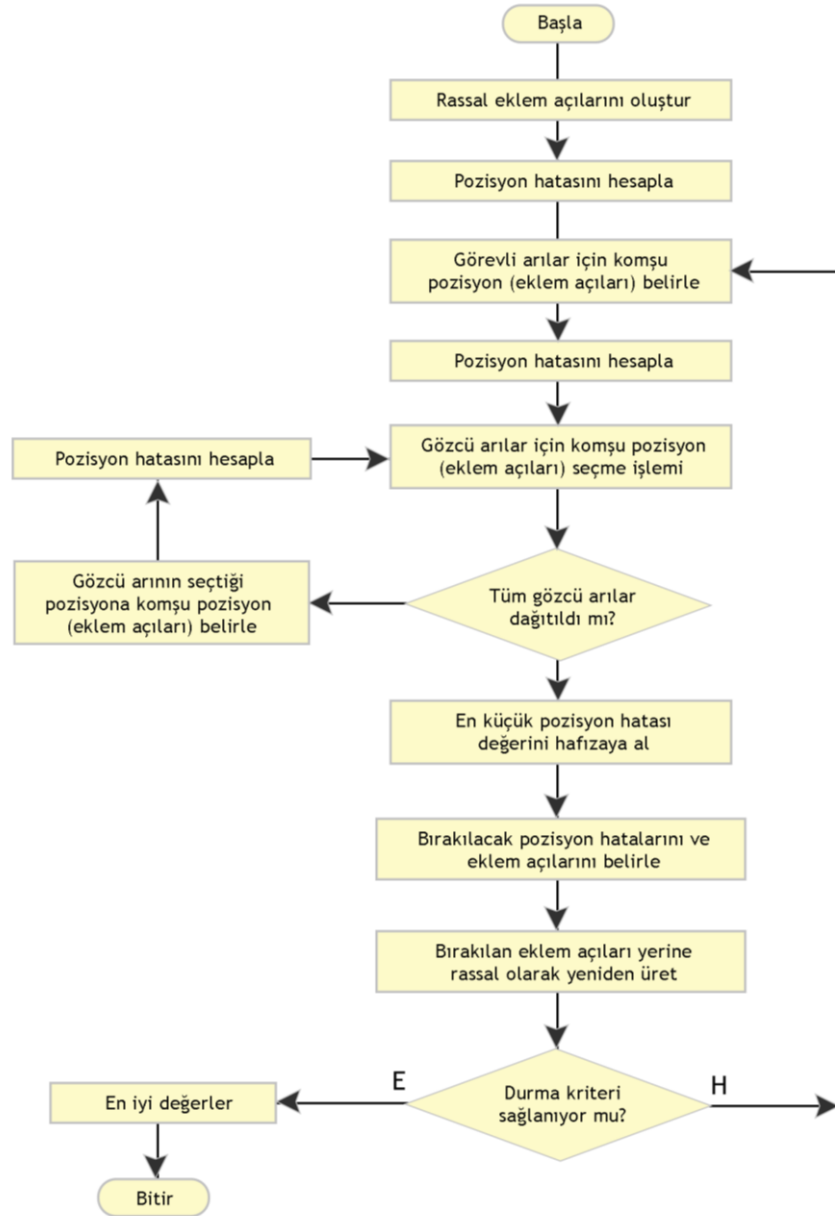 Başla
Rassal eklem açılarını oluştur
Pozisyon hatasını hesapla
Görevli arılar için komşu
pozisyon (eklem açıları) belirle
Pozisyon hatasını hesapla
Gözcü arılar için komşu pozisyon
(eklem açıları) seçme işlemi
Pozisyon hatasını hesapla
Gözcü arının seçtiği
pozisyona komşu pozisyon
(eklem açıları) belirle
Tüm gözcü arılar
dağıtıldı mı?
En küçük pozisyon hatası
değerini hafızaya al
Bırakılacak pozisyon hatalarını ve
eklem açılarını belirle
Bırakılan eklem açıları yerine
rassal olarak yeniden üret
Durma kriteri
sağlanıyor mu?
E
H
En iyi değerler
Bitir